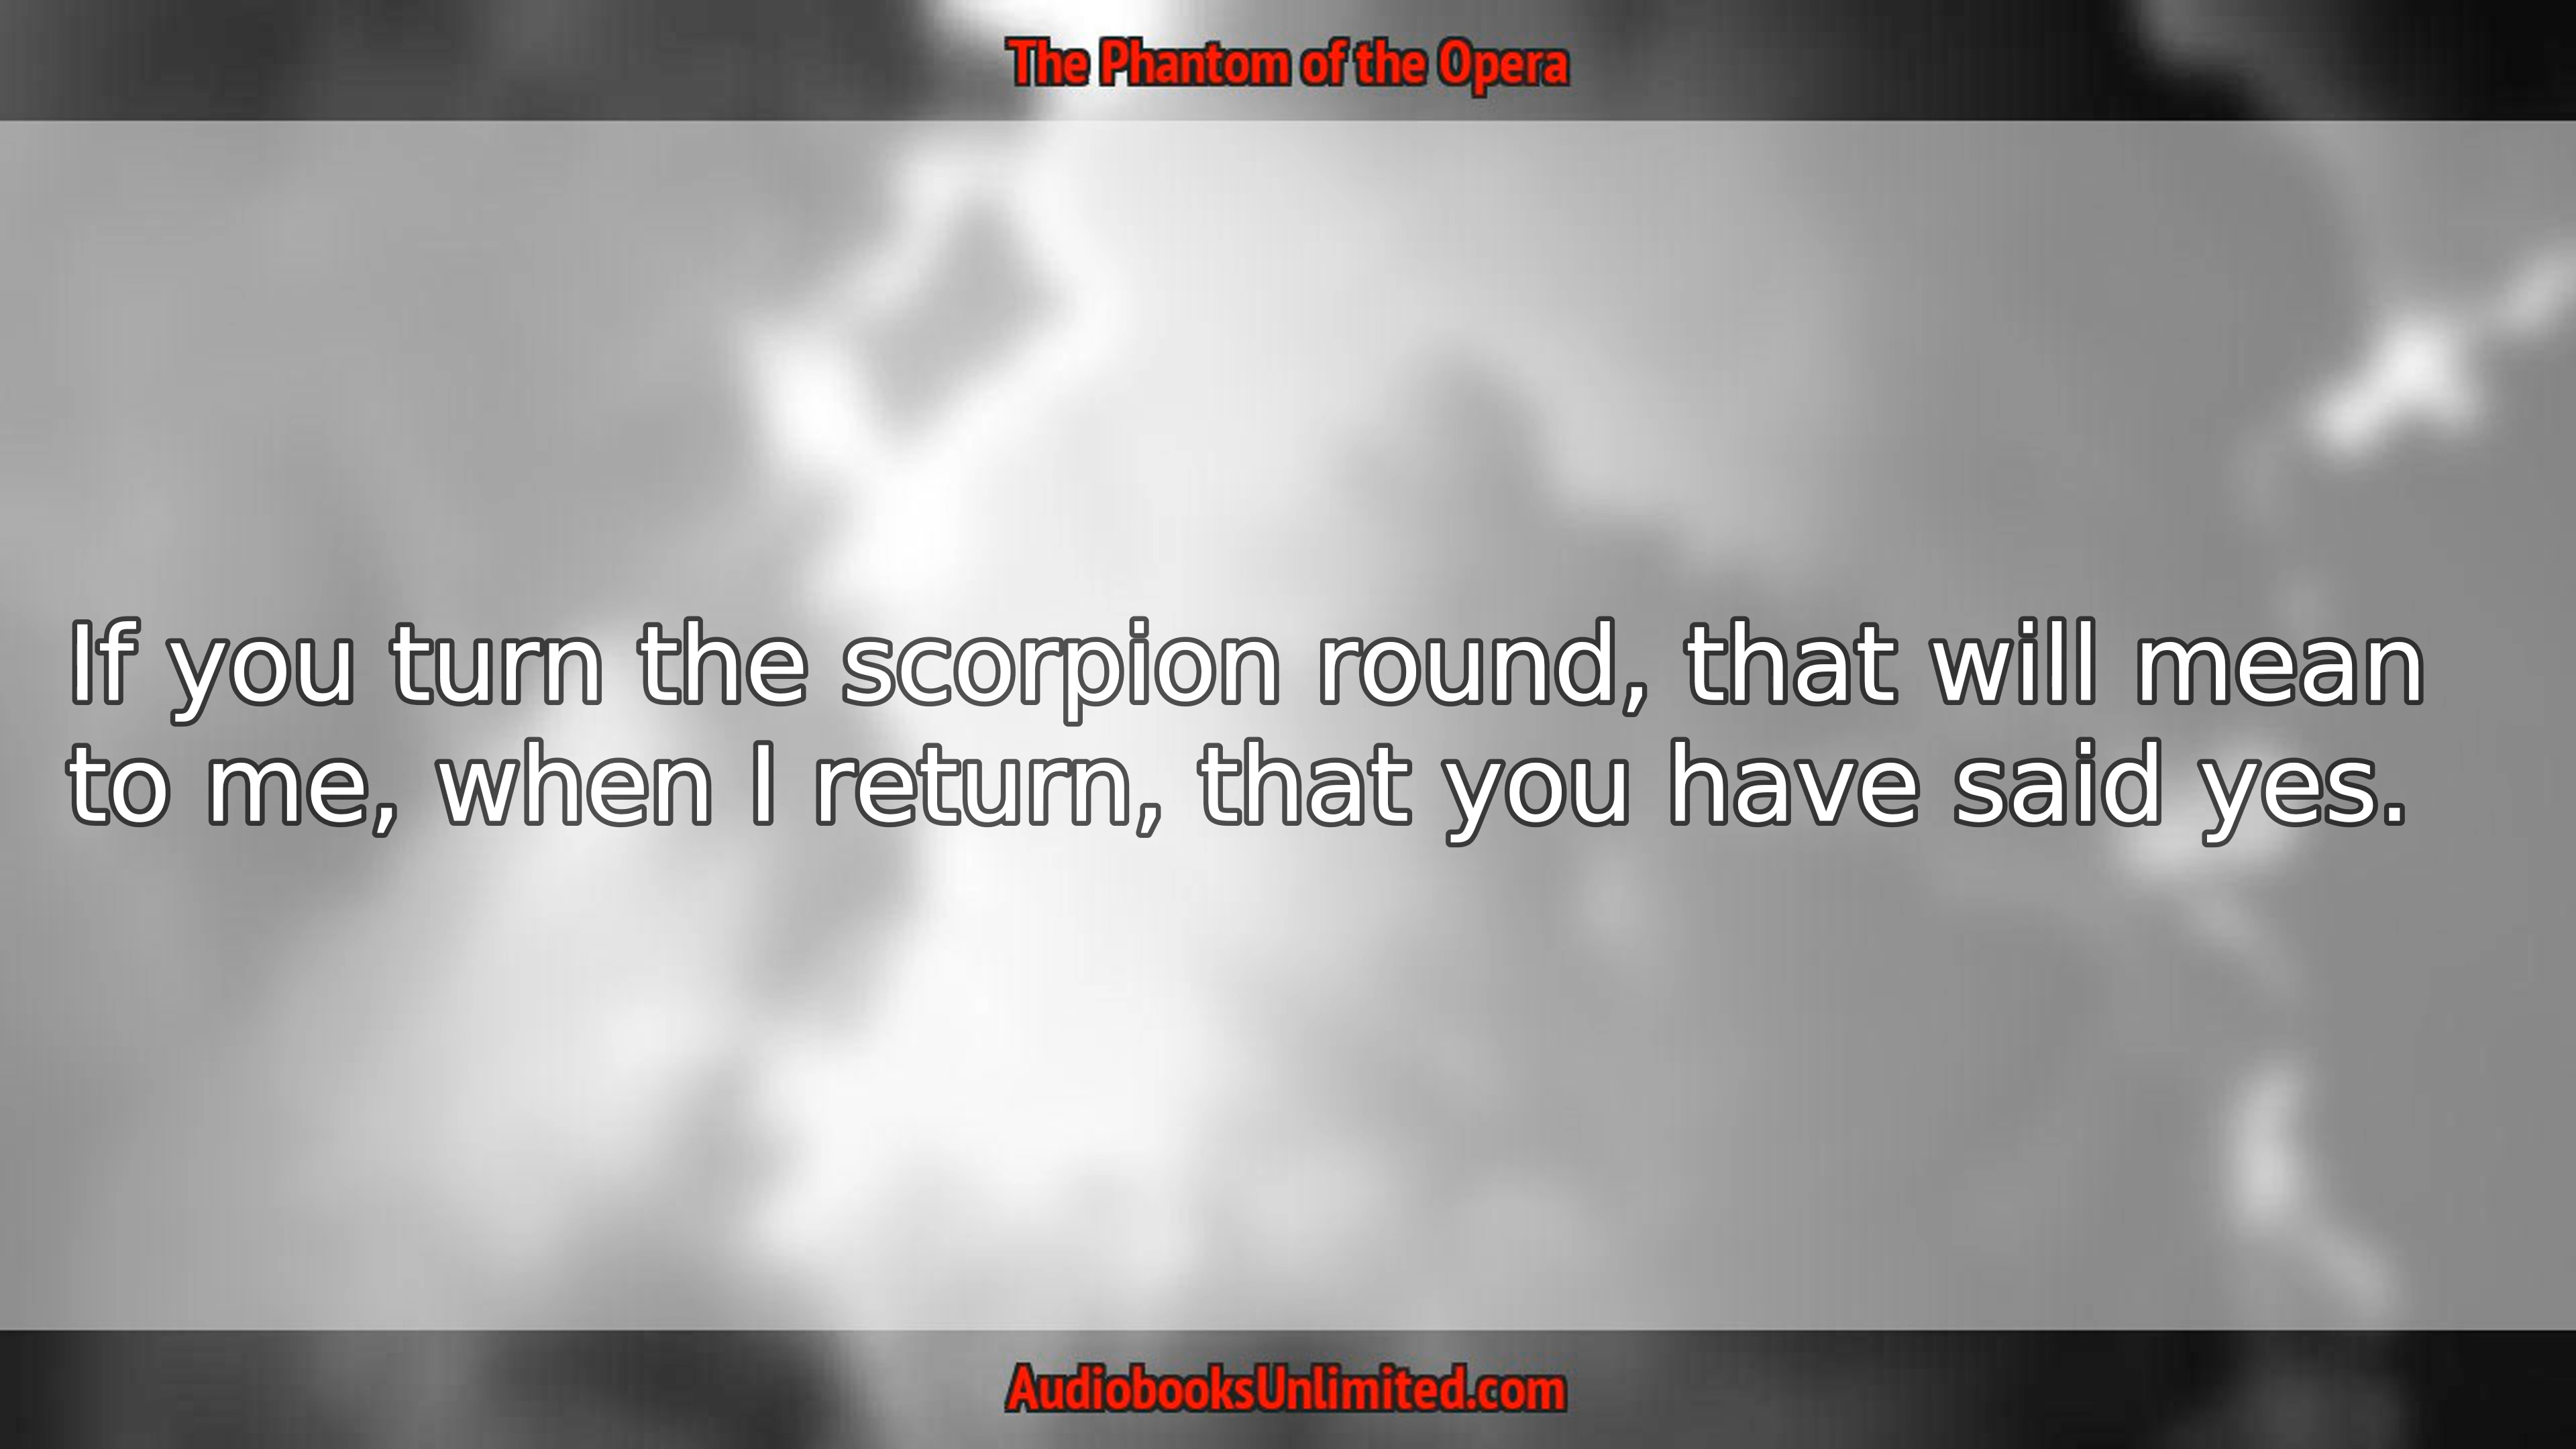 The Phantom of the Opera
If you turn the scorpion round, that will mean
to me, when I return, that you have said yes.
AudiobooksUnlimited.com